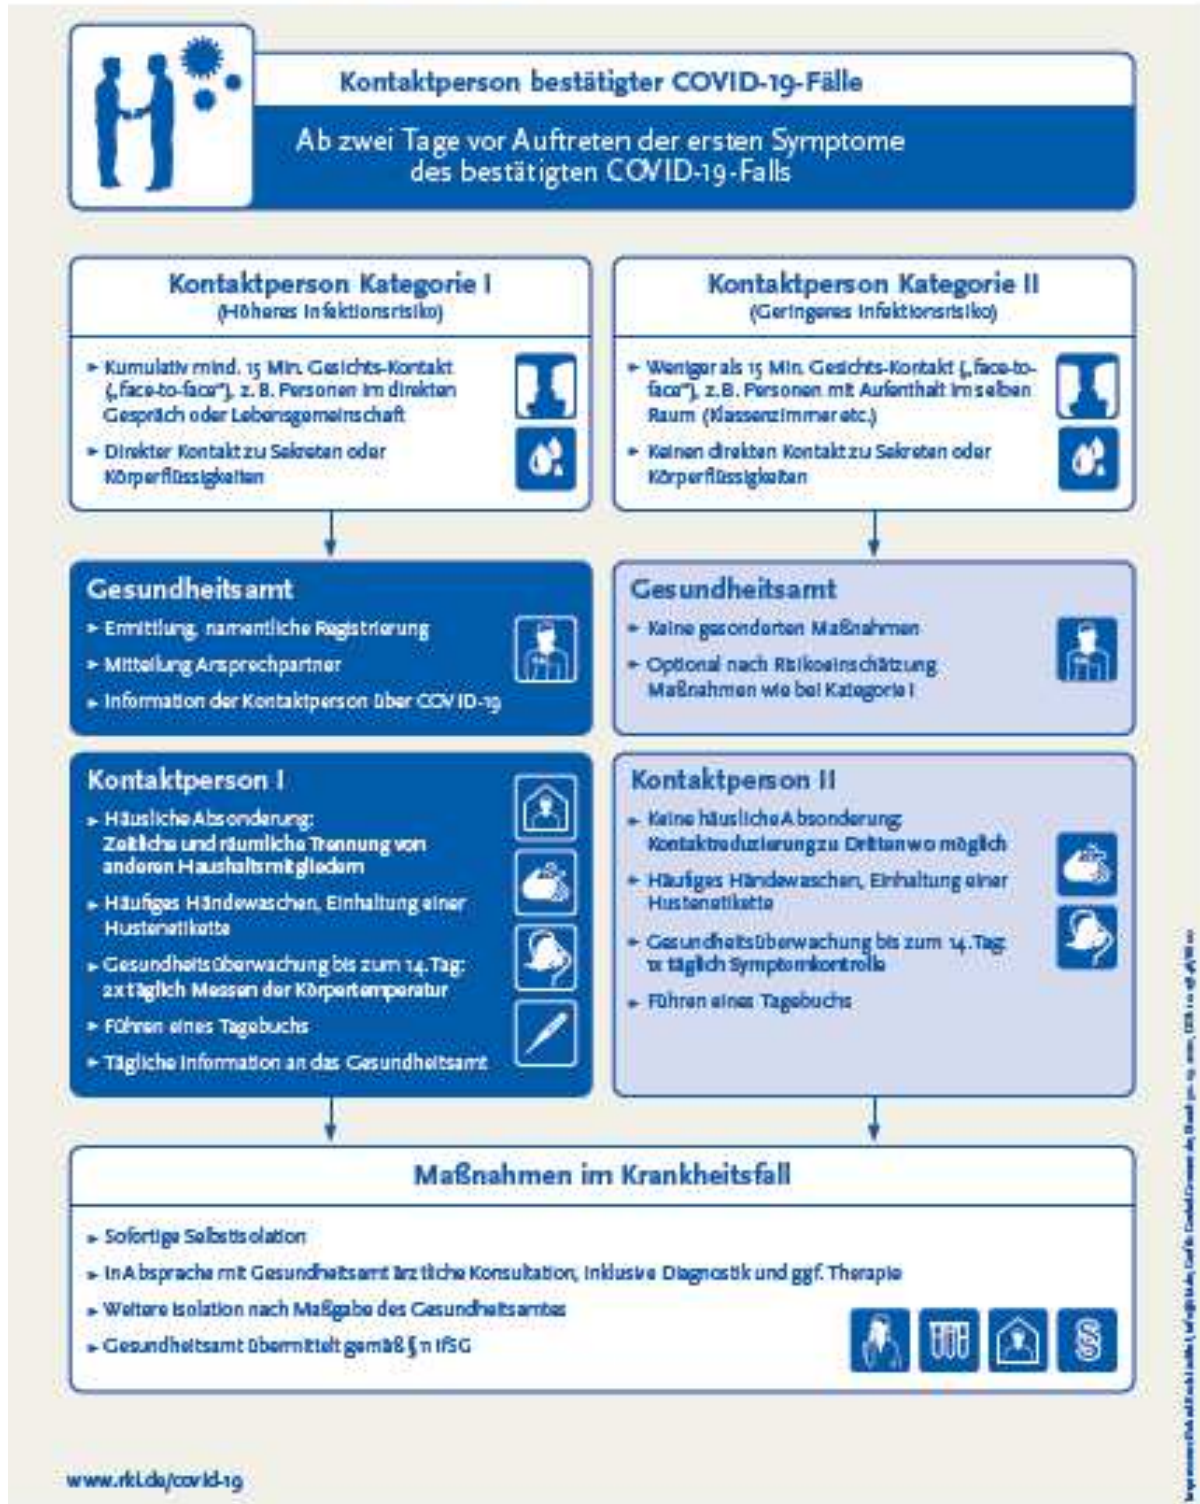 Kontaktperson bestätigter COVID-19-Fälle
Ab zwei Tage vor Auftreten der ersten Symptome
des bestätigten COVID-19-Falls
Kontaktperson Kategorie I
(Höheres Infektionsrisiko)
► Kumulativ mind. 15 Min. Gesichts-Kontakt
(„face-to-face“), z. B. Personen im direkten
Gespräch oder Lebensgemeinschaft
► Direkter Kontakt zu Sekreten oder
Körperflüssigkeiten
Kontaktperson Kategorie II
(Geringeres Infektionsrisiko)
► Weniger als 15 Min. Gesichts-Kontakt („face-to-
face“), z. B. Personen mit Aufenthalt im selben
Raum (Klassenzimmer etc.)
► Keinen direkten Kontakt zu Sekreten oder
Körperflüssigkeiten
Gesundheitsamt
► Ermittlung, namentliche Registrierung
► Mitteilung Ansprechpartner
► Information der Kontaktperson über COVID-19
Gesundheitsamt
► Keine gesonderten Maßnahmen
► Optional nach Risikoeinschätzung
Maßnahmen wie bei Kategorie I
Kontaktperson I
► Häusliche Absonderung:
Zeitliche und räumliche Trennung von
anderen Haushaltsmitgliedern
► Häufiges Händewaschen, Einhaltung einer
Hustenetikette
► Gesundheitsüberwachung bis zum 14. Tag:
2x täglich Messen der Körpertemperatur
► Führen eines Tagebuchs
► Tägliche Information an das Gesundheitsamt
Kontaktperson II
► Keine häusliche Absonderung:
Kontaktreduzierung zu Dritten wo möglich
► Häufiges Händewaschen, Einhaltung einer
Hustenetikette
► Gesundheitsüberwachung bis zum 14. Tag:
1x täglich Symptomkontrolle
► Führen eines Tagebuchs
Maßnahmen im Krankheitsfall
► Sofortige Selbstisolation
► In Absprache mit Gesundheitsamt ärztliche Konsultation, inklusive Diagnostik und ggf. Therapie
► Weitere Isolation nach Maßgabe des Gesundheitsamtes
► Gesundheitsamt übermittelt gemäß § 11 IfSG
§
www.rki.de/covid-19